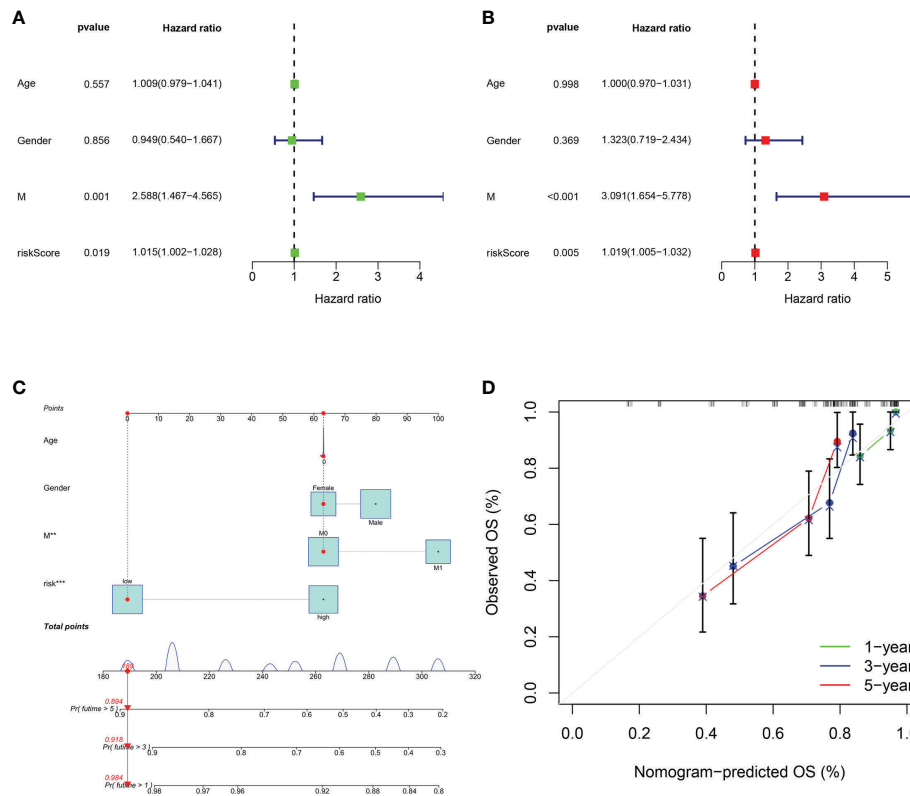 A
pvalue Hazard ratio
Age 0.557 1.009(0.979−1.041)
Gender 0.856 0.949(0.540−1.667)
M 0.001 2.588(1.467−4.565)
riskScore 0.019 1.015(1.002−1.028)
0 1 2 3 4
Hazard ratio
B
pvalue Hazard ratio
Age 0.998 1.000(0.970−1.031)
Gender 0.369 1.323(0.719−2.434)
M <0.001 3.091(1.654−5.778)
riskScore 0.005 1.019(1.005−1.032)
0 1 2 3 4 5
Hazard ratio
C
Points
0 10 20 30 40 50 60 70 80 90 100
Age
0
Gender
Female
Male
M**
M0
M1
risk***
low
high
Total points
180 200 220 240 260 280 300 320
189
0.894
Pr( futime > 5 )
0.9 0.8 0.7 0.6 0.5 0.4 0.3 0.2
0.918
Pr( futime > 3 )
0.9 0.8 0.7 0.6 0.5 0.4 0.3
0.984
Pr( futime > 1 )
0.98 0.97 0.96 0.92 0.88 0.84 0.8
D
Observed OS (%)
1.0
0.8
0.6
0.4
0.2
0.0
1−year
3−year
5−year
0.0 0.2 0.4 0.6 0.8 1.0
Nomogram−predicted OS (%)